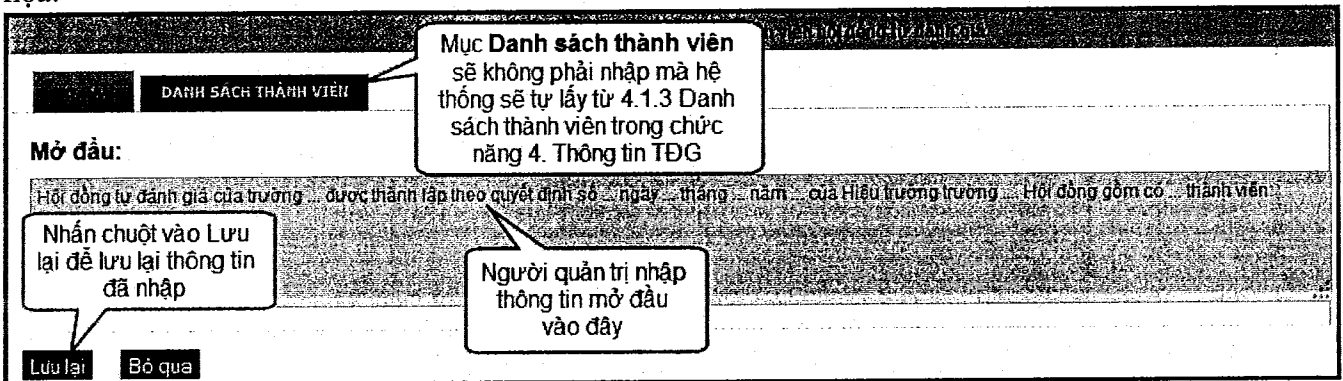 Mục Danh sách thành viên
sẽ không phải nhập mà hệ
thống sẽ tự lấy từ 4.1.3 Danh
sách thành viên trong chức
năng 4. Thông tin TĐG
DANH SÁCH THÀNH VIÊN
Mở đầu:
Hội đồng tự đánh giá của trường ... được thành lập theo quyết định số ... ngày ... tháng ... năm ... của Hiệu trưởng trường .... Hội đồng gồm có ... thành viên:
Nhấn chuột vào Lưu
lại để lưu lại thông tin
đã nhập
Người quản trị nhập
thông tin mở đầu
vào đây
Lưu lại Bỏ qua